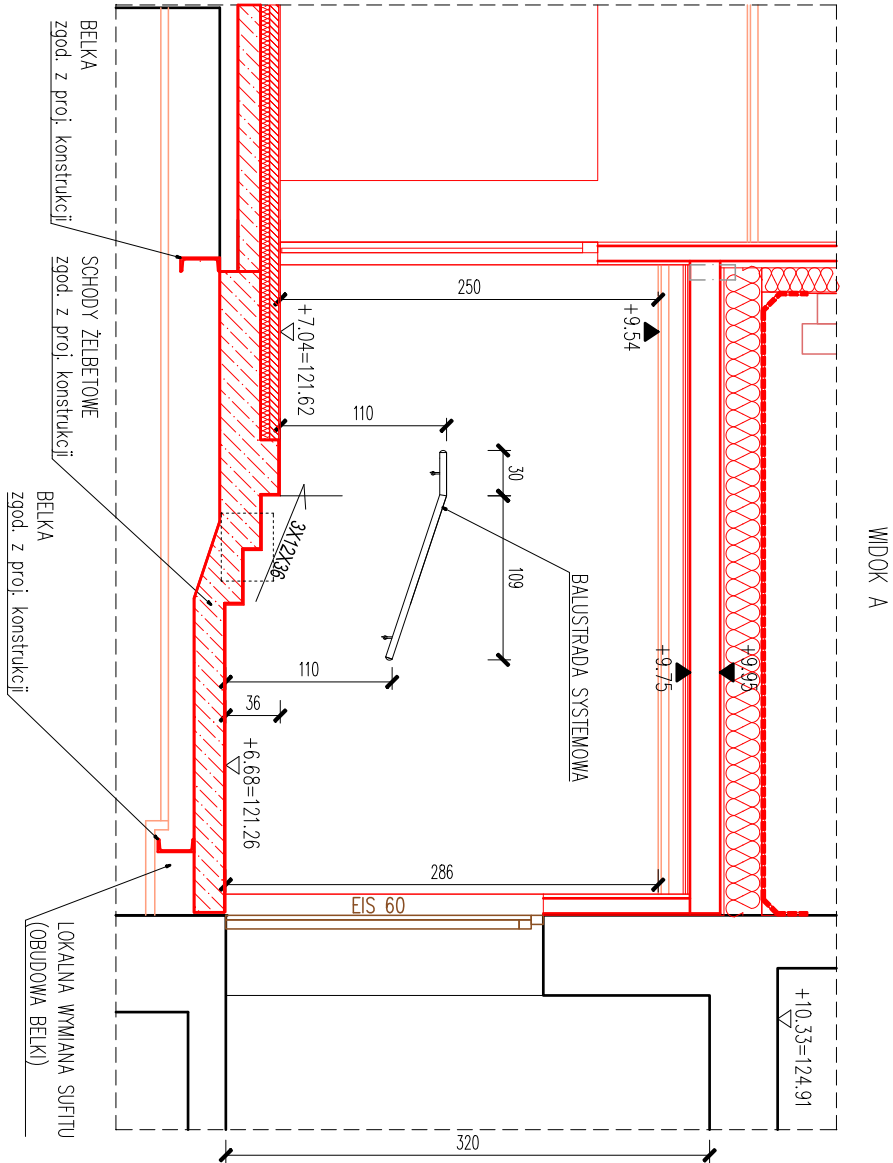 WIDOK A
+9.95
+9.75
+9.54
250
+7.04=121.62
110
30
109
BALUSTRADA SYSTEMOWA
3X12X36
110
36
+6.68=121.26
286
EIS 60
+10.33=124.91
320
BELKA
zgod. z proj. konstrukcji
SCHODY ŻELBETOWE
zgod. z proj. konstrukcji
BELKA
zgod. z proj. konstrukcji
LOKALNA WYMIANA SUFITU
(OBUDOWA BELKI)